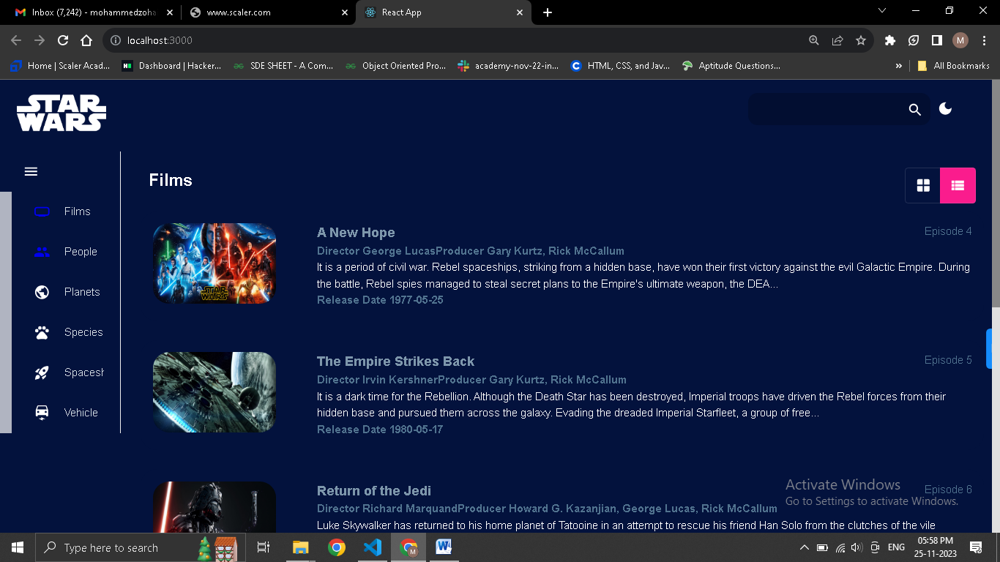 Inbox (7,242) - mohammedzoha
www.scaler.com
React App
localhost:3000
M
Home | Scaler Acad...
Dashboard | Hacker...
SDE SHEET - A Com...
Object Oriented Pro...
academy-nov-22-in...
HTML, CSS, and Jav...
Aptitude Questions...
»
All Bookmarks
STAR
WARS
Films
Films
People
Planets
Species
Spacesh
Vehicle
A New Hope
Episode 4
Director George LucasProducer Gary Kurtz, Rick McCallum
It is a period of civil war. Rebel spaceships, striking from a hidden base, have won their first victory against the evil Galactic Empire. During
the battle, Rebel spies managed to steal secret plans to the Empire's ultimate weapon, the DEA...
Release Date 1977-05-25
STAR WARS
The Empire Strikes Back
Episode 5
Director Irvin KershnerProducer Gary Kurtz, Rick McCallum
It is a dark time for the Rebellion. Although the Death Star has been destroyed, Imperial troops have driven the Rebel forces from their
hidden base and pursued them across the galaxy. Evading the dreaded Imperial Starfleet, a group of free...
Release Date 1980-05-17
Return of the Jedi
Episode 6
Director Richard MarquandProducer Howard G. Kazanjian, George Lucas, Rick McCallum
Luke Skywalker has returned to his home planet of Tatooine in an attempt to rescue his friend Han Solo from the clutches of the vile
Activate Windows
Go to Settings to activate Windows.
Type here to search
ENG
05:58 PM
25-11-2023